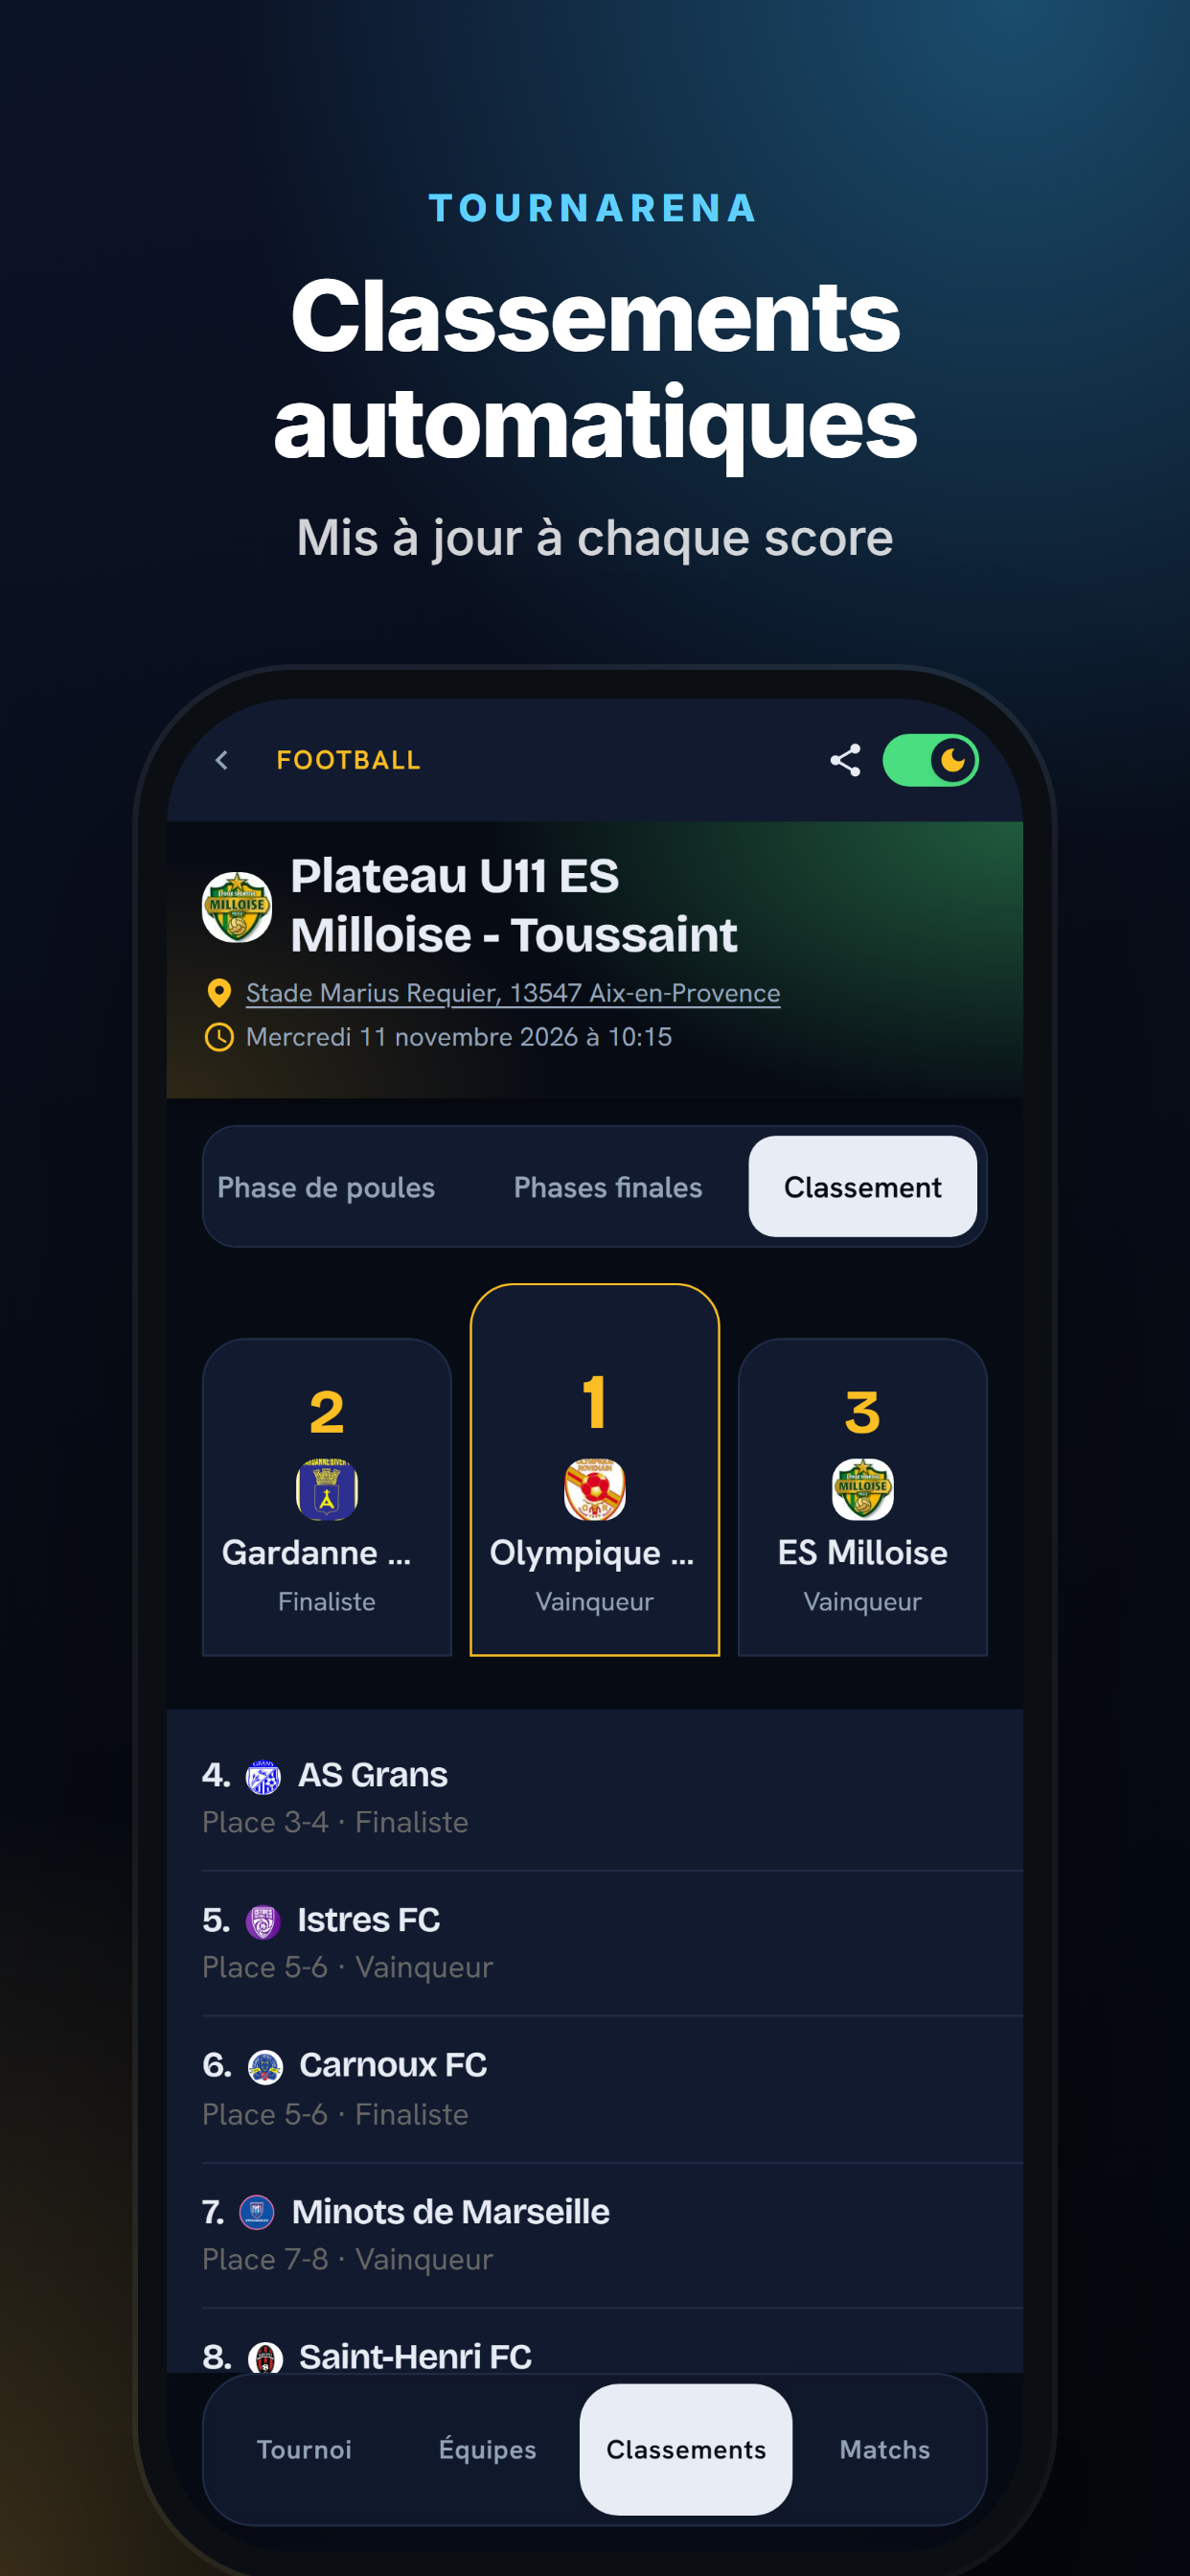 TOURNARENA
Classements
automatiques
Mis à jour à chaque score
FOOTBALL
MILLOISE
Plateau U11 ES
Milloise - Toussaint
Stade Marius Requier, 13547 Aix-en-Provence
Mercredi 11 novembre 2026 à 10:15
Phase de poules
Phases finales
Classement
2
Gardanne ...
Finaliste
1
Olympique ...
Vainqueur
3
MILLOISE
ES Milloise
Vainqueur
4. AS Grans
Place 3-4 · Finaliste
5. Istres FC
Place 5-6 · Vainqueur
6. Carnoux FC
Place 5-6 · Finaliste
7. Minots de Marseille
Place 7-8 · Vainqueur
8. Saint-Henri FC
Tournoi
Équipes
Classements
Matchs